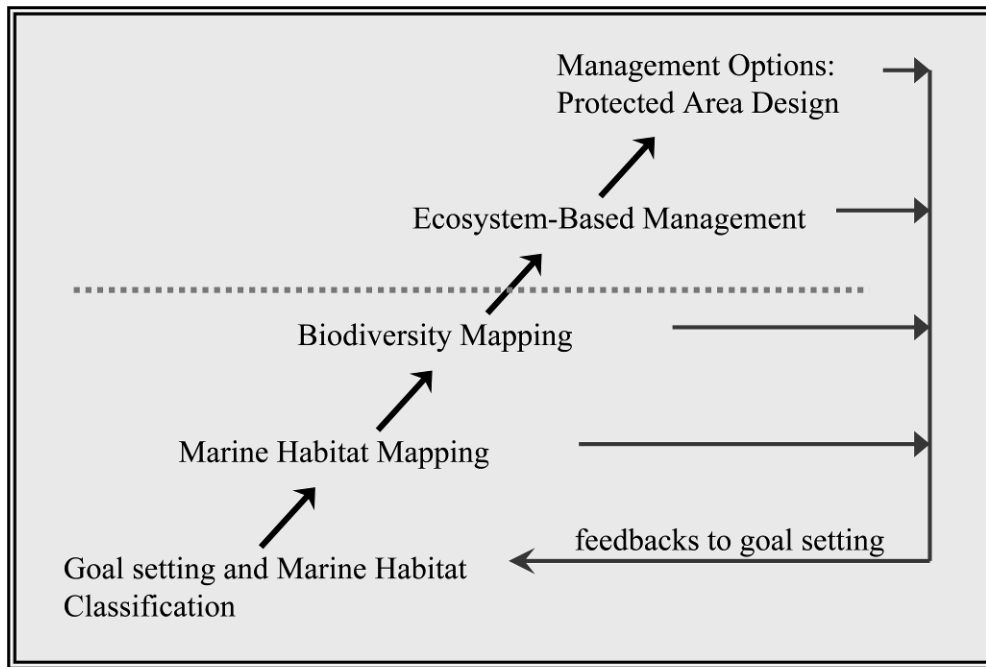 Management Options:
Protected Area Design
Ecosystem-Based Management
Biodiversity Mapping
Marine Habitat Mapping
feedbacks to goal setting
Goal setting and Marine Habitat
Classification